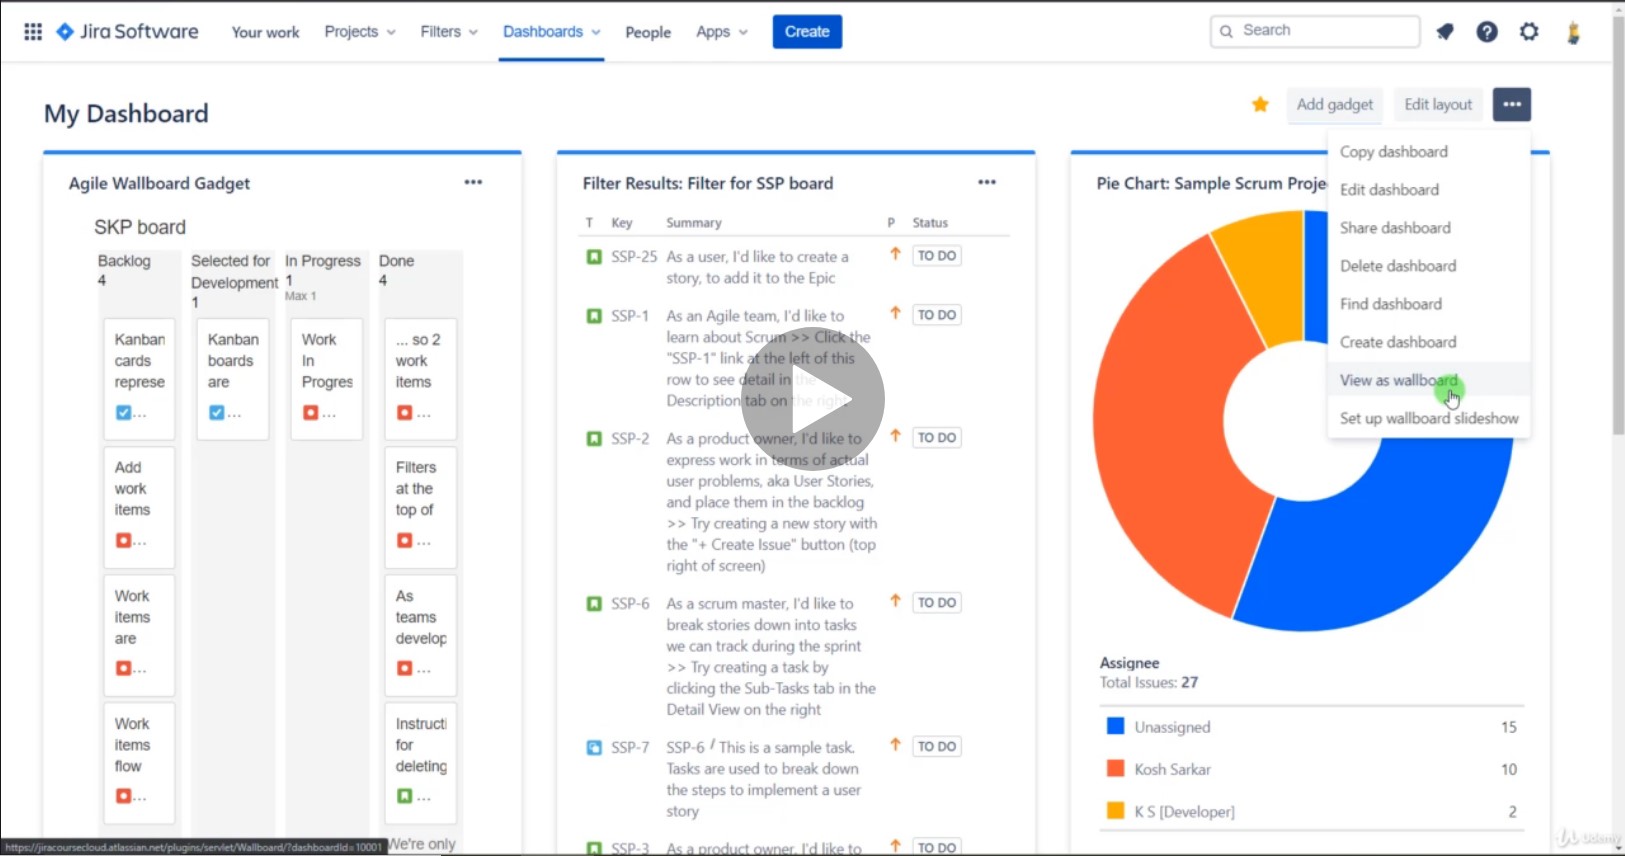 Jira Software Your work Projects Filters Dashboards People Apps Create Search
My Dashboard
Add gadget Edit layout
Copy dashboard
Edit dashboard
Share dashboard
Delete dashboard
Find dashboard
Create dashboard
View as wallboard
Set up wallboard slideshow
Agile Wallboard Gadget
SKP board
Backlog
4
Selected for
Development
1
In Progress
1
Max 1
Done
4
Kanban
cards
represe
...
Add
work
items
...
Work
items
are
...
Work
items
flow
...
Kanban
boards
are
...
Work
In
Progres
...
... so 2
work
items
...
Filters
at the
top of
...
As
teams
develop
...
Instructi
for
deleting
...
We're only
Filter Results: Filter for SSP board
T Key Summary P Status
SSP-25 As a user, I'd like to create a TO DO
story, to add it to the Epic
SSP-1 As an Agile team, I'd like to TO DO
learn about Scrum >> Click the
"SSP-1" link at the left of this
row to see detail in the
Description tab on the right
SSP-2 As a product owner, I'd like to TO DO
express work in terms of actual
user problems, aka User Stories,
and place them in the backlog
>> Try creating a new story with
the "+ Create Issue" button (top
right of screen)
SSP-6 As a scrum master, I'd like to TO DO
break stories down into tasks
we can track during the sprint
>> Try creating a task by
clicking the Sub-Tasks tab in the
Detail View on the right
SSP-7 SSP-6 / This is a sample task. TO DO
Tasks are used to break down
the steps to implement a user
story
SSP-3 As a product owner, I'd like to TO DO
Pie Chart: Sample Scrum Proje
Assignee
Total Issues: 27
Unassigned 15
Kosh Sarkar 10
K S [Developer] 2
https://jiracoursecloud.atlassian.net/plugins/servlet/Wallboard/?dashboardId=10001
Udemy